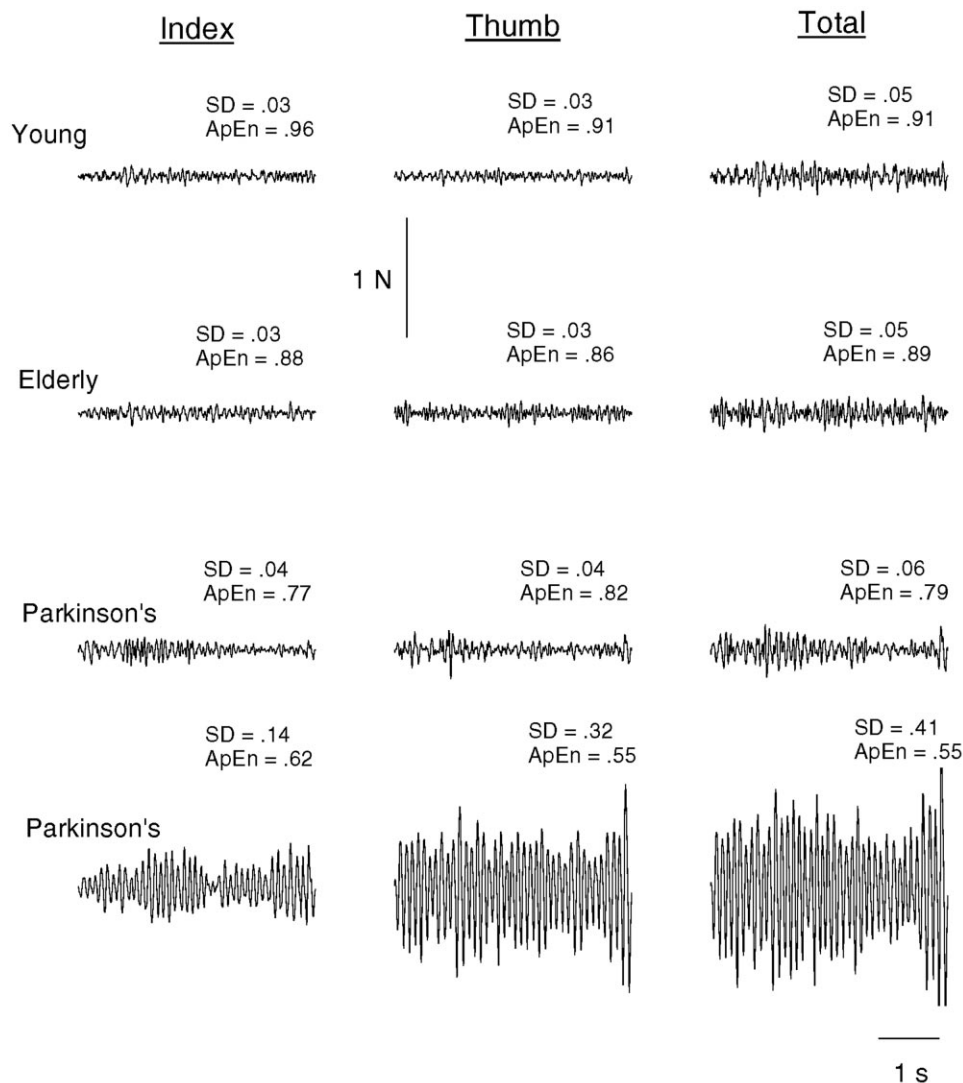 Index Thumb Total
Young
SD = .03
ApEn = .96
SD = .03
ApEn = .91
SD = .05
ApEn = .91
1 N
Elderly
SD = .03
ApEn = .88
SD = .03
ApEn = .86
SD = .05
ApEn = .89
Parkinson's
SD = .04
ApEn = .77
SD = .04
ApEn = .82
SD = .06
ApEn = .79
Parkinson's
SD = .14
ApEn = .62
SD = .32
ApEn = .55
SD = .41
ApEn = .55
1 s